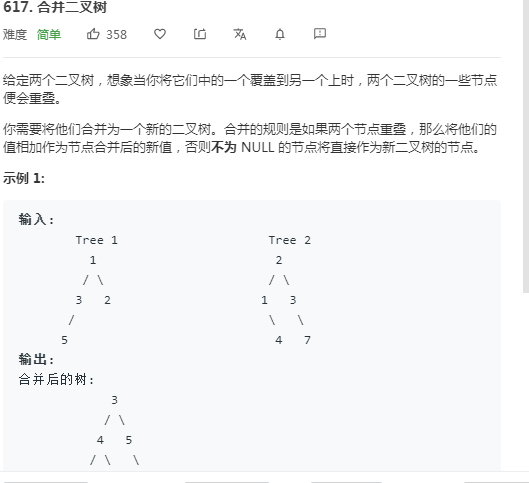 617. 合并二叉树
难度 简单 358
给定两个二叉树，想象当你将它们中的一个覆盖到另一个上时，两个二叉树的一些节点
便会重叠。
你需要将他们合并为一个新的二叉树。合并的规则是如果两个节点重叠，那么将他们的
值相加作为节点合并后的新值，否则不为 NULL 的节点将直接作为新二叉树的节点。
示例 1:
输入:
Tree 1 Tree 2
1 2
/ \ / \
3 2 1 3
/ \ \
5 4 7
输出:
合并后的树:
3
/ \
4 5
/ \ \